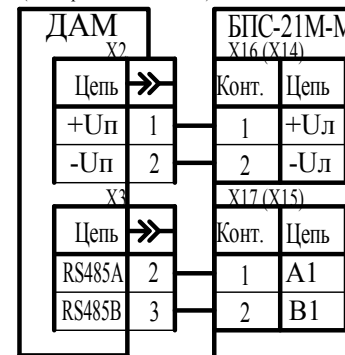 ДАМ БПС-21М-М
X2 X16 (X14)
Цепь Конт. Цепь
+Uп 1 1 +Uл
-Uп 2 2 -Uл
X3 X17 (X15)
Цепь Конт. Цепь
RS485A 2 1 A1
RS485B 3 2 B1